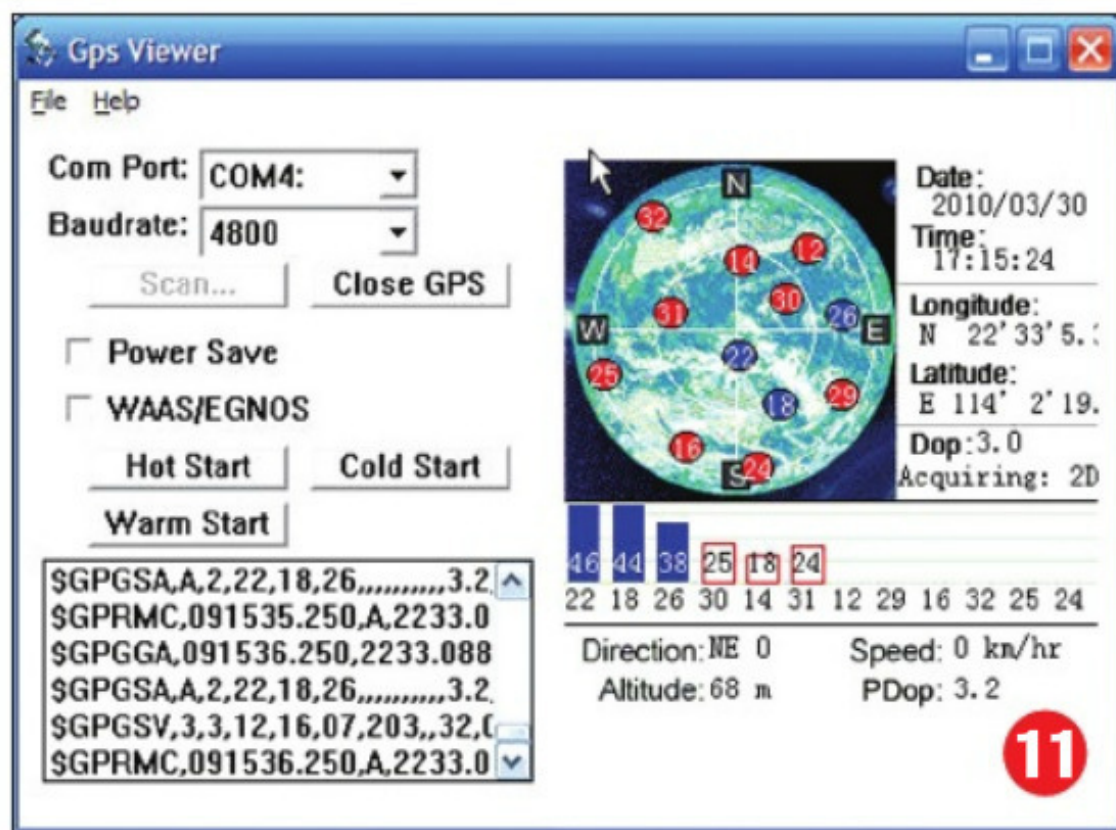 Gps Viewer
File Help
Com Port: COM4:
Baudrate: 4800
Scan... Close GPS
Power Save
WAAS/EGNOS
Hot Start Cold Start
Warm Start
$GPGSA,A,2,22,18,26,,,,,,,,,,3.2,
$GPRMC,091535.250,A,2233.0
$GPGGA,091536.250,2233.088
$GPGSA,A,2,22,18,26,,,,,,,,,,3.2,
$GPGSV,3,3,12,16,07,203,,32,0
$GPRMC,091536.250,A,2233.0
N
32
12
14
30
31
26
W
E
22
25
29
18
16
S
24
Date:
2010/03/30
Time:
17:15:24
Longitude:
N 22'33'5.
Latitude:
E 114' 2'19.
Dop:3.0
Acquiring: 2D
46 44 38 25 18 24
22 18 26 30 14 31 12 29 16 32 25 24
Direction: NE 0 Speed: 0 km/hr
Altitude: 68 m PDop: 3.2
11